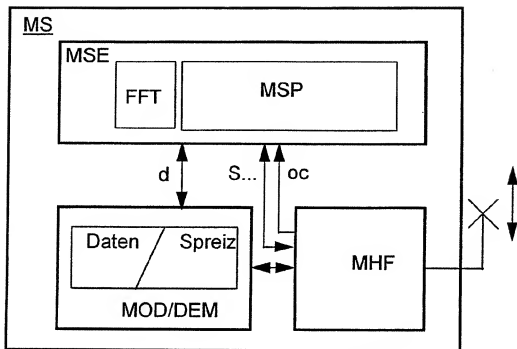 MS
MSE
FFT
MSP
d
S...
oc
Daten
Spreiz
MHF
MOD/DEM